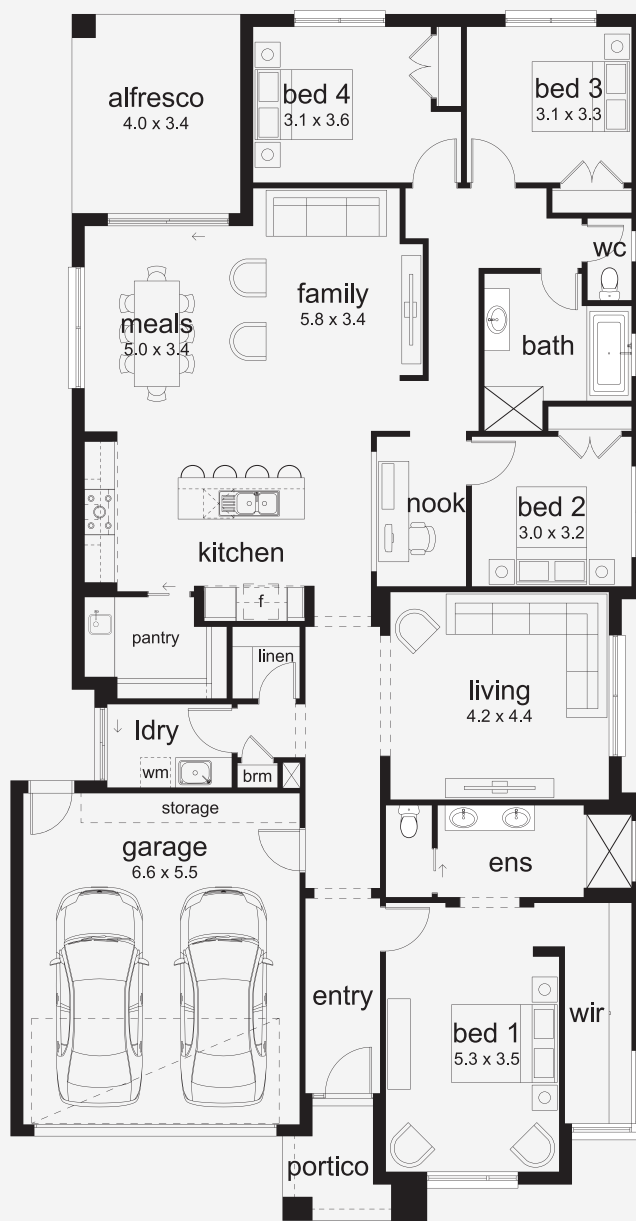 alfresco
4.0 x 3.4
bed 4
3.1 x 3.6
bed 3
3.1 x 3.3
wc
family
5.8 x 3.4
meals
5.0 x 3.4
bath
nook
bed 2
3.0 x 3.2
kitchen
f
pantry
linen
living
4.2 x 4.4
ldry
wm
brm
storage
garage
6.6 x 5.5
ens
entry
bed 1
5.3 x 3.5
wir
portico